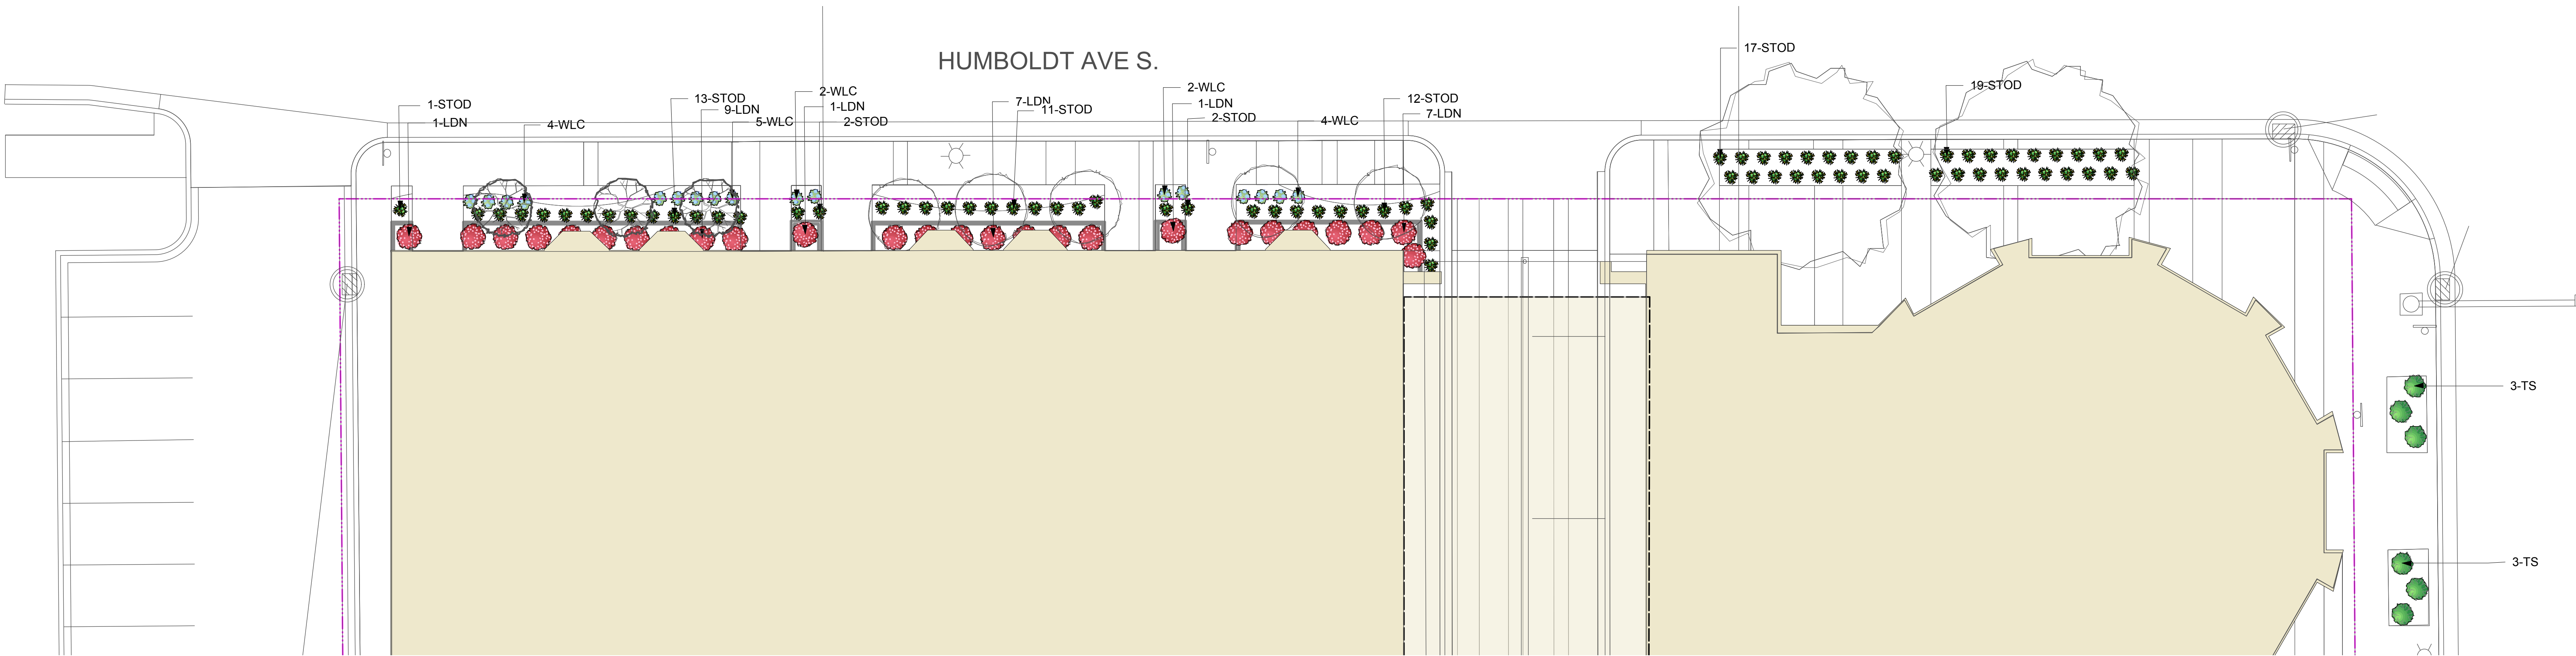 HUMBOLDT AVE S.
17-STOD
19-STOD
1-STOD
1-LDN
4-WLC
13-STOD
9-LDN
5-WLC
2-WLC
1-LDN
2-STOD
7-LDN
11-STOD
2-WLC
1-LDN
2-STOD
4-WLC
12-STOD
7-LDN
3-TS
3-TS